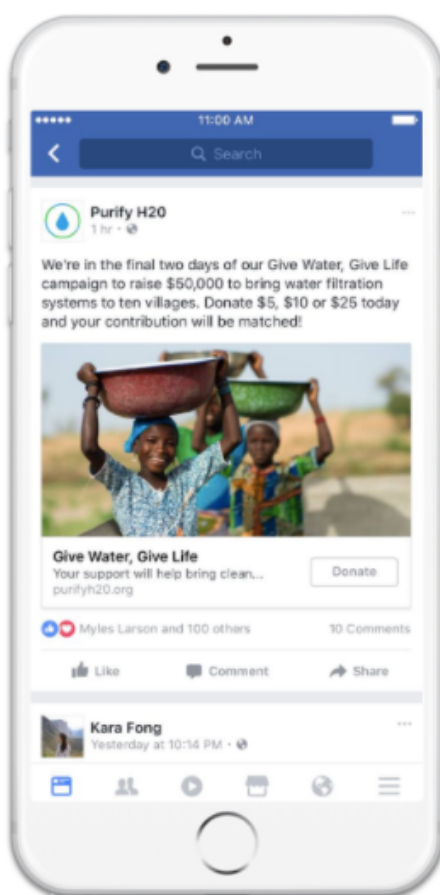 11:00 AM
Search
Purify H20
1 hr ·
We're in the final two days of our Give Water, Give Life
campaign to raise $50,000 to bring water filtration
systems to ten villages. Donate $5, $10 or $25 today
and your contribution will be matched!
Give Water, Give Life
Your support will help bring clean...
purifyh20.org
Donate
Myles Larson and 100 others
10 Comments
Like
Comment
Share
Kara Fong
Yesterday at 10:14 PM ·